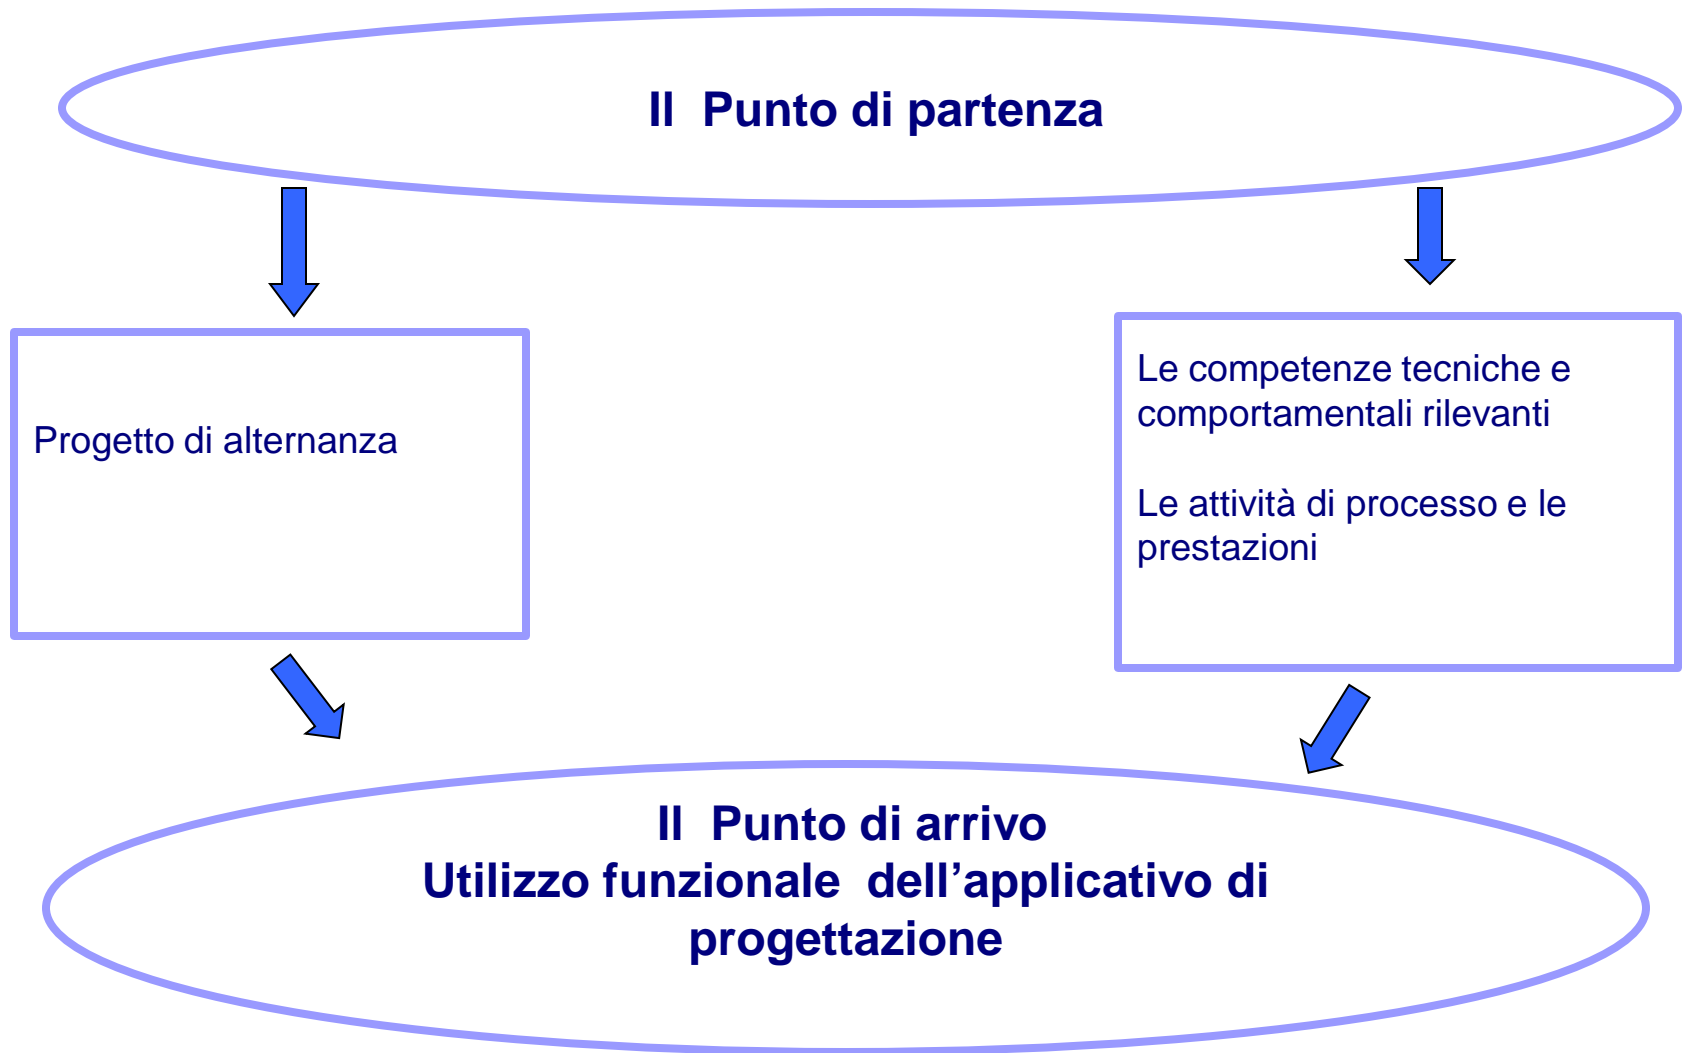 Il Punto di partenza
Progetto di alternanza
Le competenze tecniche e
comportamentali rilevanti
Le attività di processo e le
prestazioni
Il Punto di arrivo
Utilizzo funzionale dell’applicativo di
progettazione